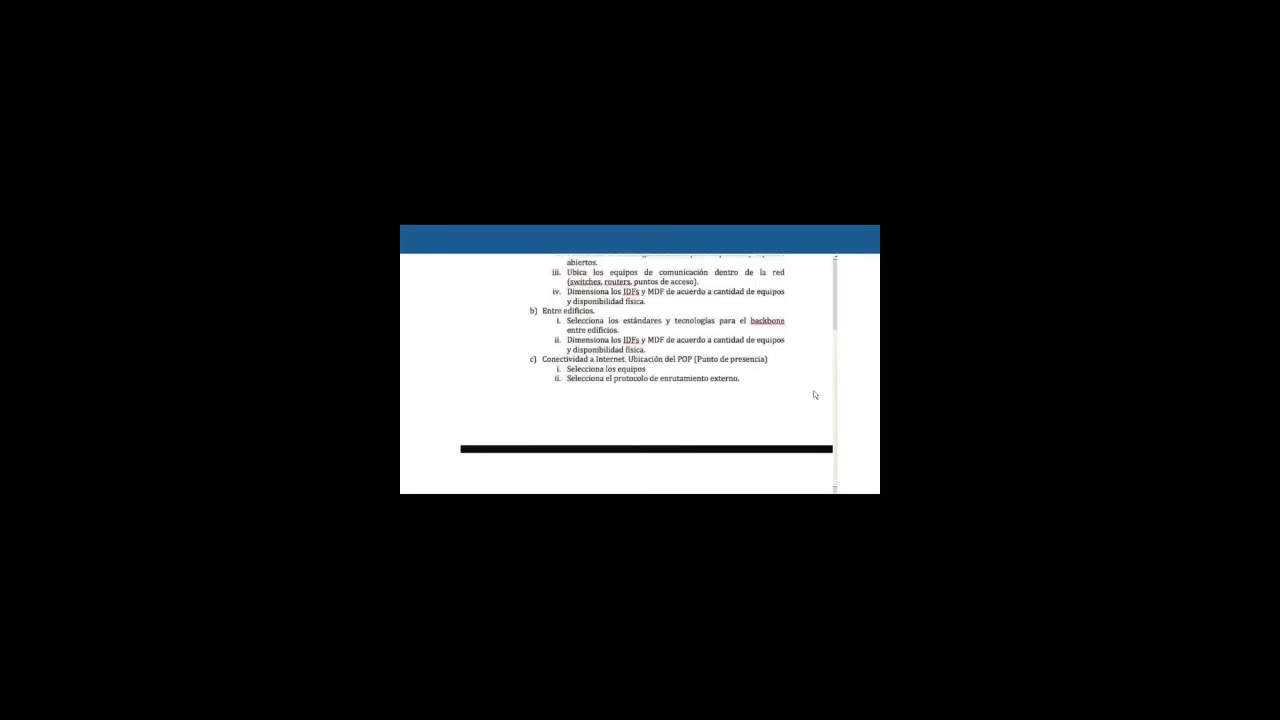 abiertos.
iii. Ubica los equipos de comunicación dentro de la red
(switches, routers, puntos de acceso).
iv. Dimensiona los IDFs y MDF de acuerdo a cantidad de equipos
y disponibilidad física.
b) Entre edificios.
i. Selecciona los estándares y tecnologías para el backbone
entre edificios.
ii. Dimensiona los IDFs y MDF de acuerdo a cantidad de equipos
y disponibilidad física.
c) Conectividad a Internet. Ubicación del POP (Punto de presencia)
i. Selecciona los equipos
ii. Selecciona el protocolo de enrutamiento externo.